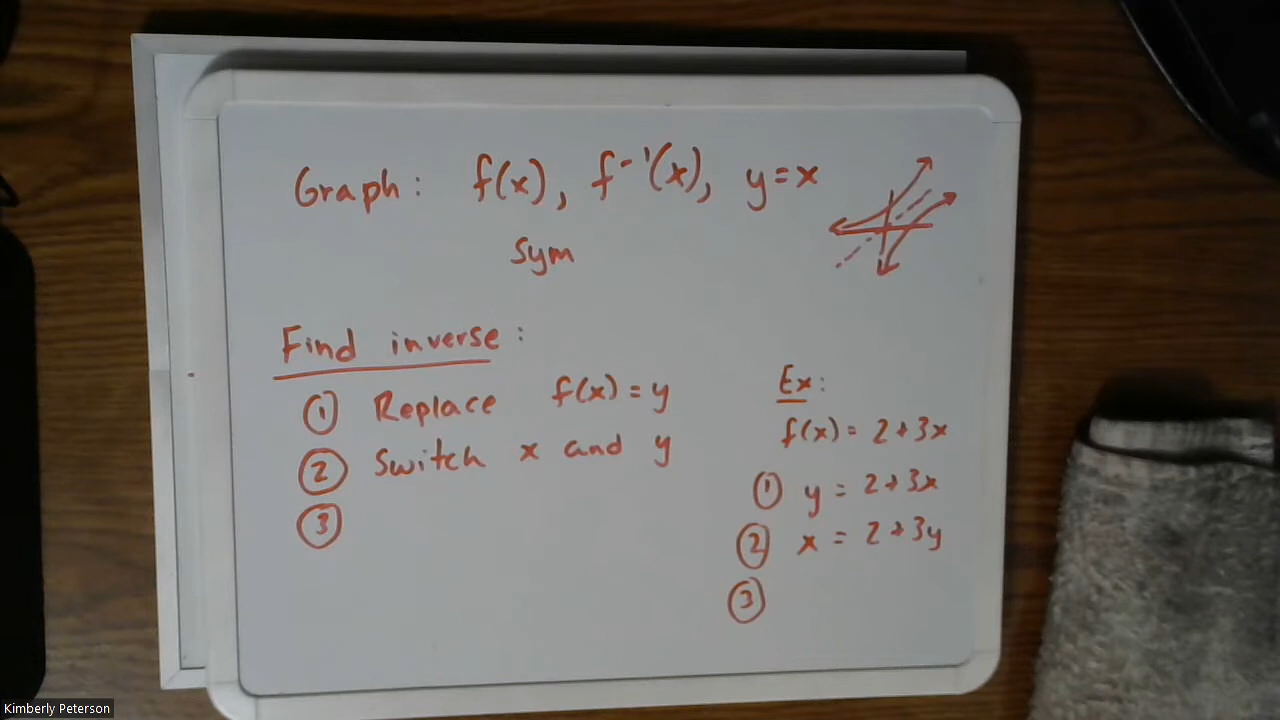 Graph: f(x), f⁻¹(x), y=x
Sym
Find inverse:
① Replace f(x) = y
② Switch x and y
③
Ex:
f(x) = 2+3x
① y = 2+3x
② x = 2+3y
③
Kimberly Peterson